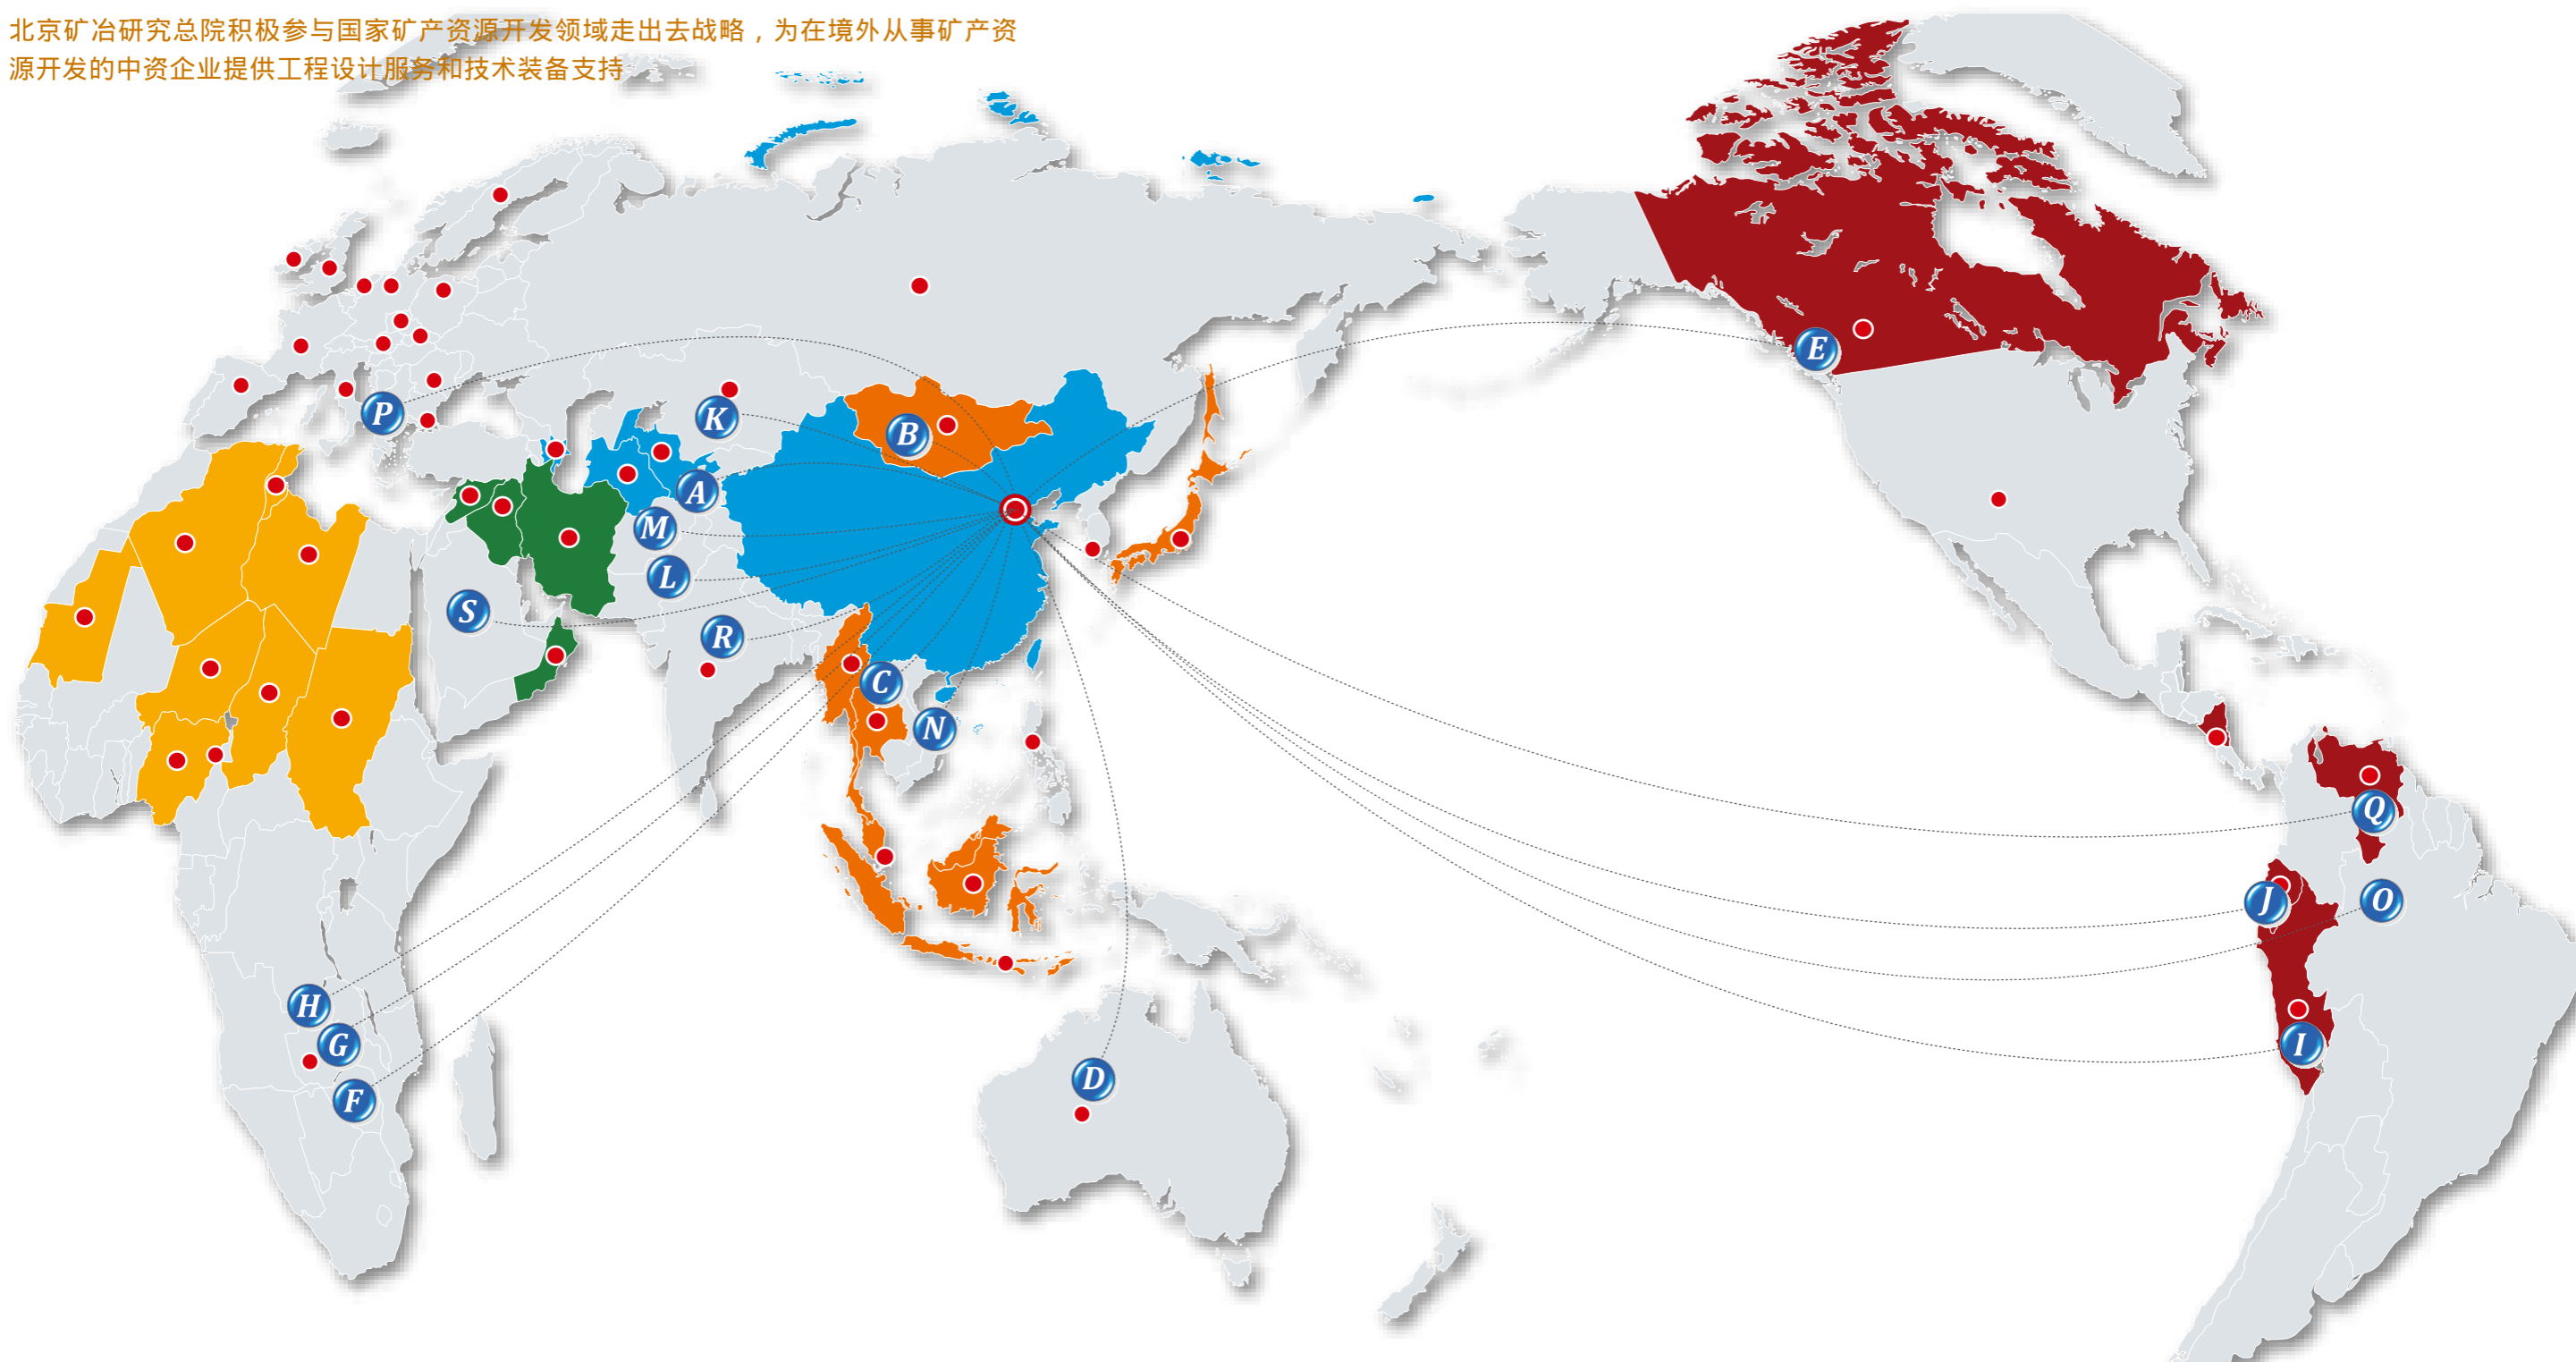 北京矿冶研究总院积极参与国家矿产资源开发领域走出去战略，为在境外从事矿产资
源开发的中资企业提供工程设计服务和技术装备支持
E
P
K
B
A
M
L
S
R
C
N
Q
J
O
H
G
I
D
F